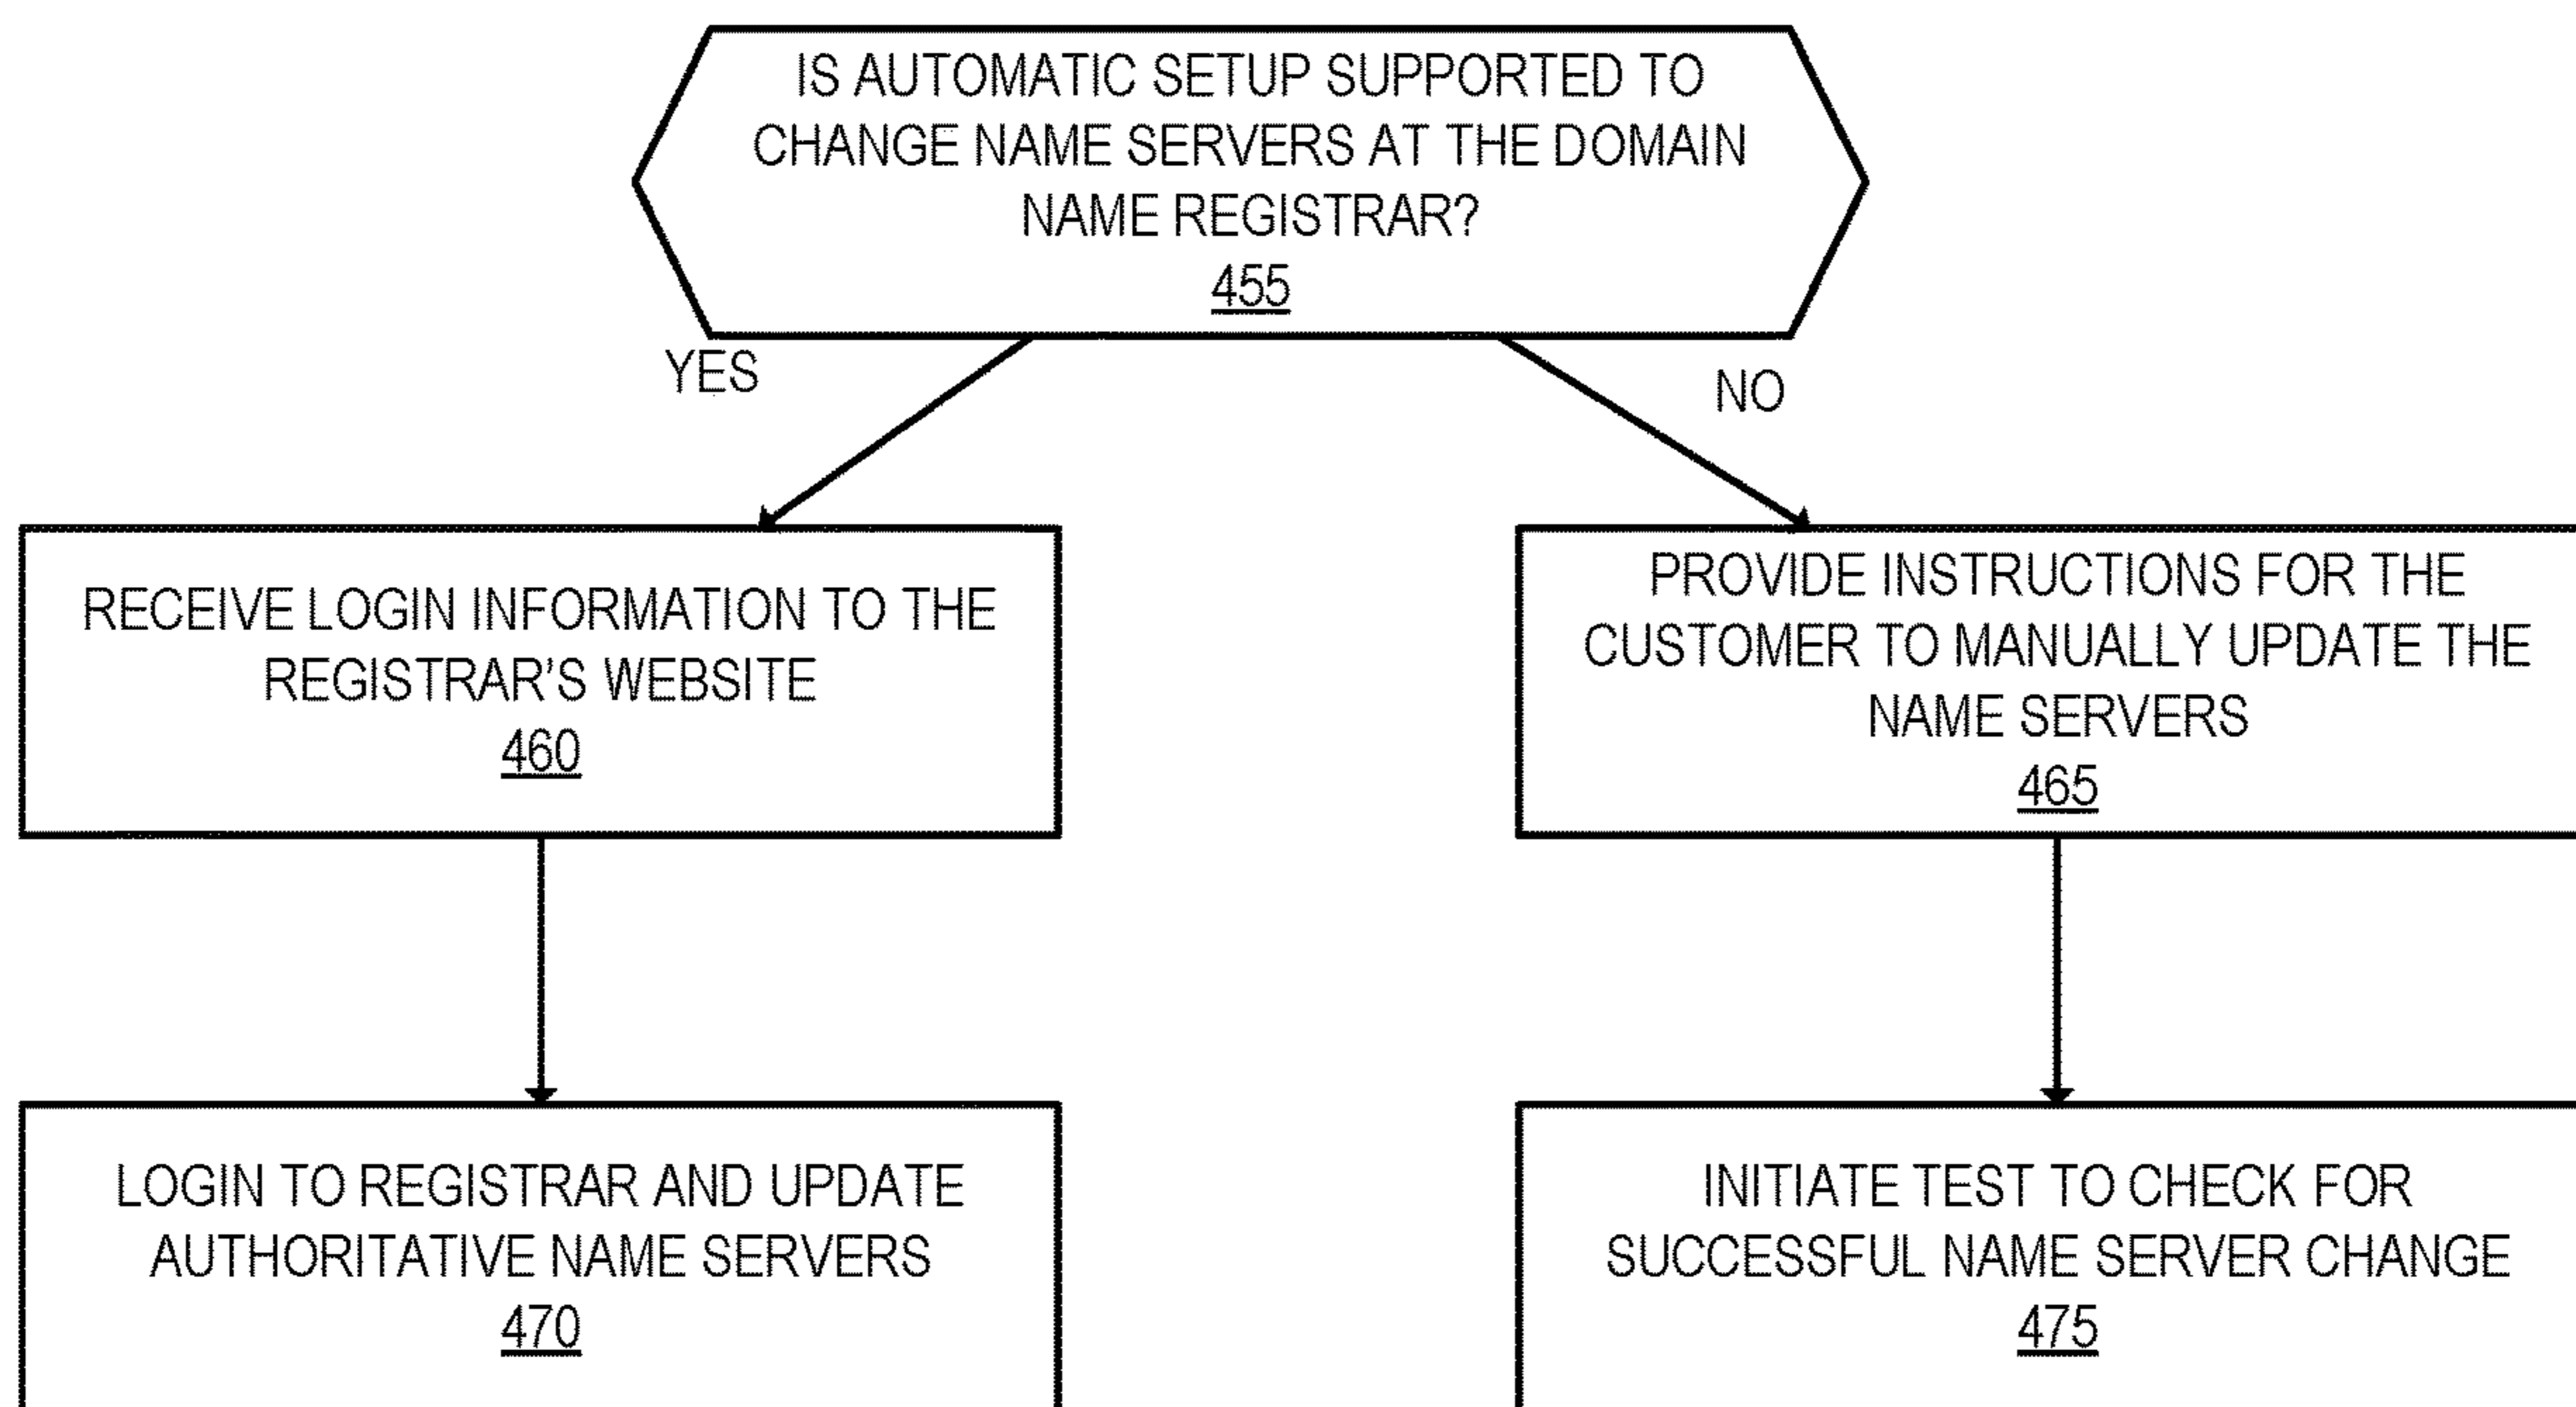 IS AUTOMATIC SETUP SUPPORTED TO
CHANGE NAME SERVERS AT THE DOMAIN
NAME REGISTRAR?
455
YES
NO
RECEIVE LOGIN INFORMATION TO THE
REGISTRAR'S WEBSITE
460
PROVIDE INSTRUCTIONS FOR THE
CUSTOMER TO MANUALLY UPDATE THE
NAME SERVERS
465
LOGIN TO REGISTRAR AND UPDATE
AUTHORITATIVE NAME SERVERS
470
INITIATE TEST TO CHECK FOR
SUCCESSFUL NAME SERVER CHANGE
475